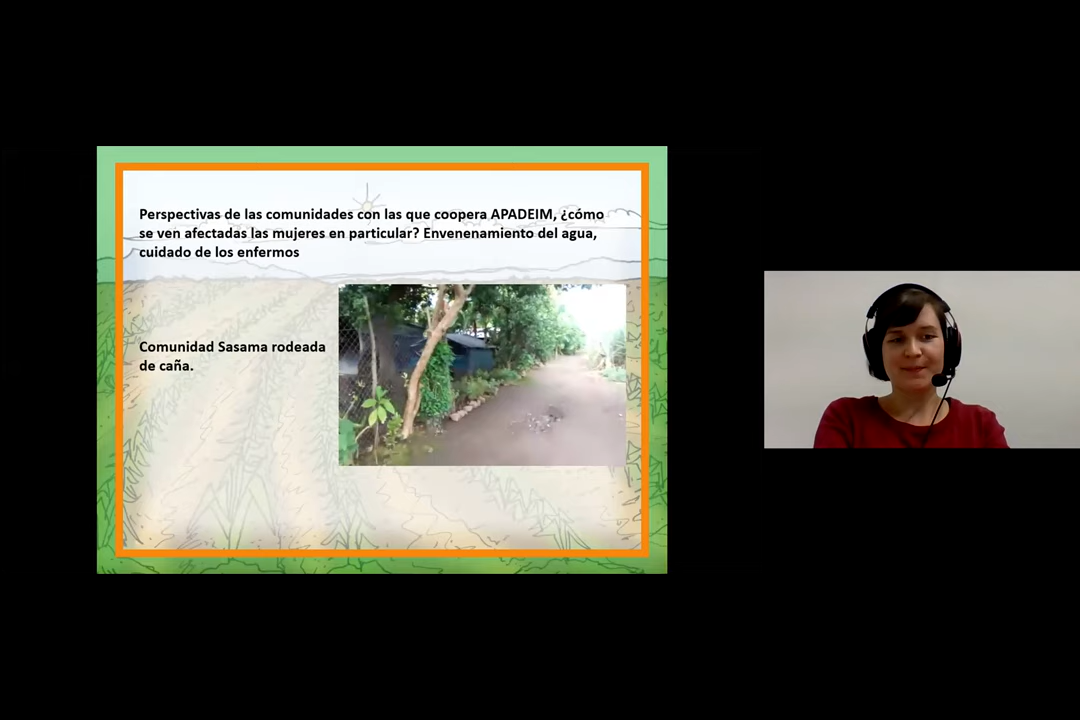 Perspectivas de las comunidades con las que coopera APADEIM, ¿cómo
se ven afectadas las mujeres en particular? Envenenamiento del agua,
cuidado de los enfermos
Comunidad Sasama rodeada
de caña.